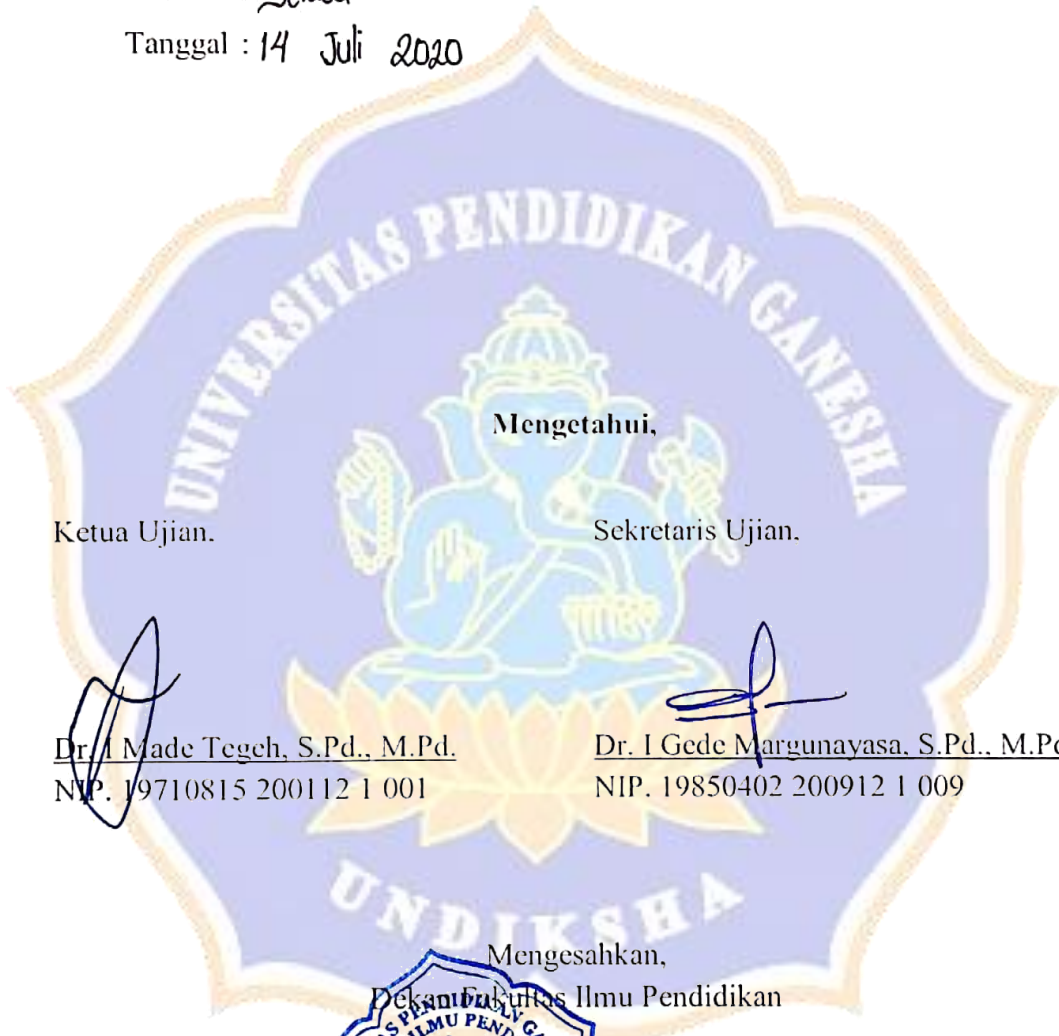 Tanggal : 14 Juli 2020
UNIVERSITAS PENDIDIKAN GANESHA
Mengetahui,
Ketua Ujian.
Sekretaris Ujian.
Dr. I Made Tegeh, S.Pd., M.Pd.
Dr. I Gede Margunayasa, S.Pd., M.Pd
NIP. 19710815 200112 1 001
NIP. 19850402 200912 1 009
UNDIKSHA
Mengesahkan,
Dekan Fakultas Ilmu Pendidikan